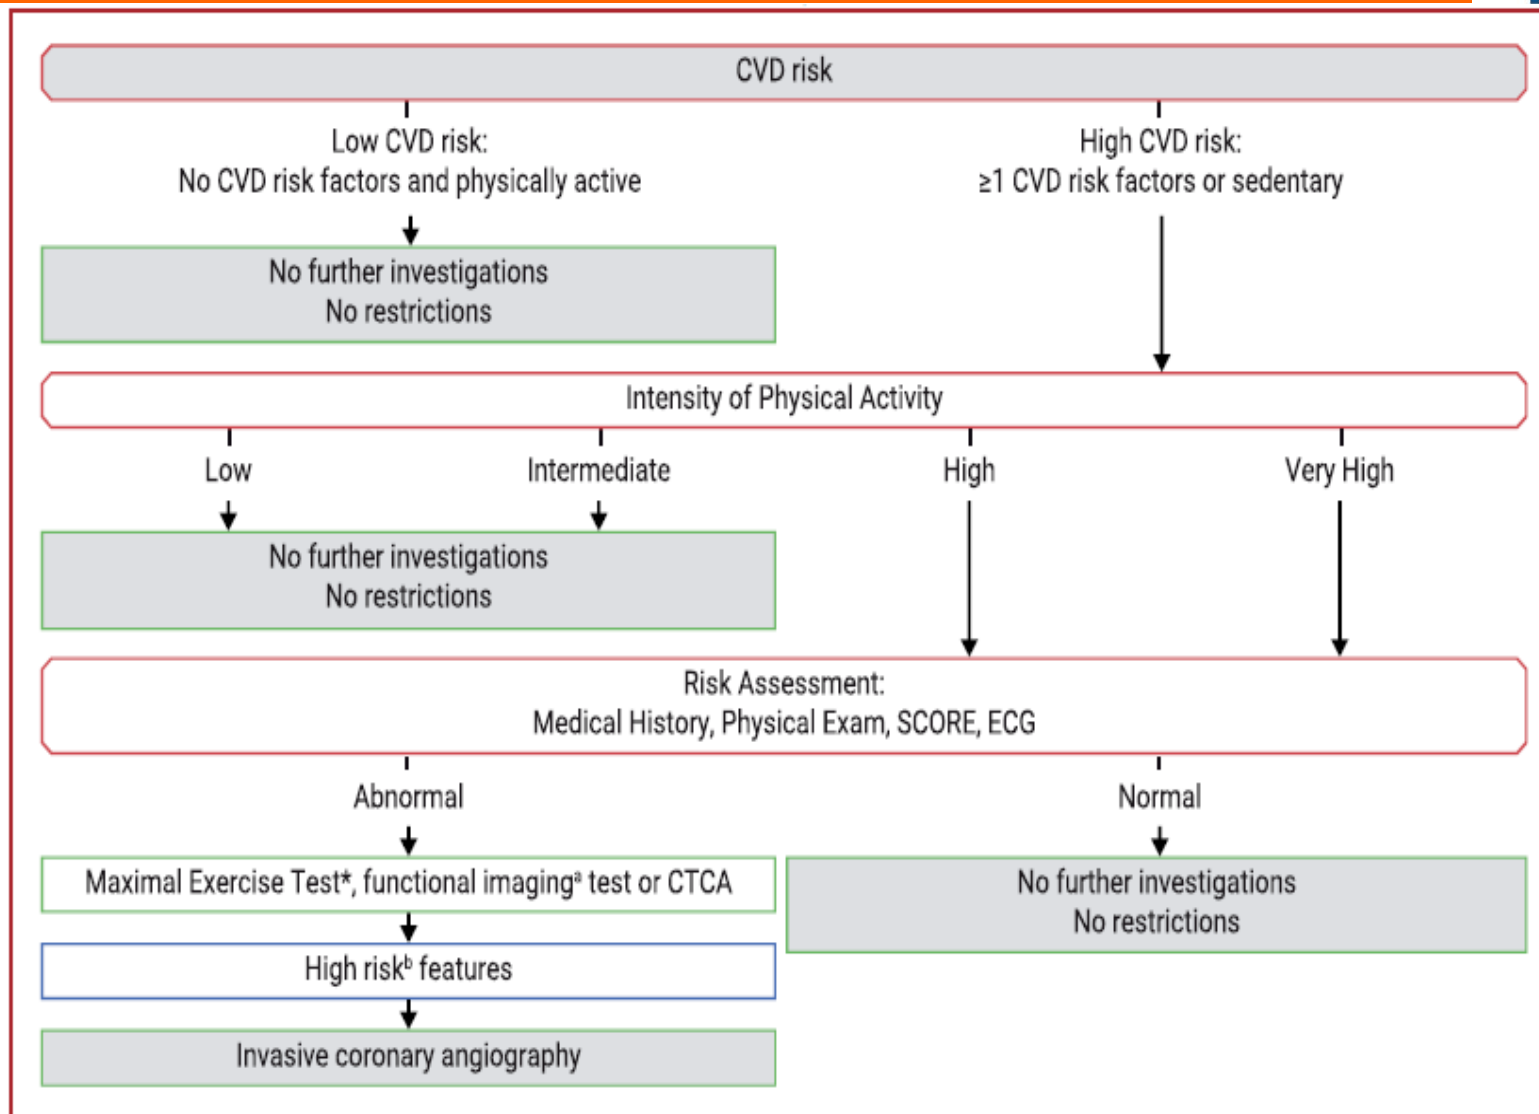 CVD risk
Low CVD risk:
No CVD risk factors and physically active
High CVD risk:
≥1 CVD risk factors or sedentary
No further investigations
No restrictions
Intensity of Physical Activity
Low
Intermediate
High
Very High
No further investigations
No restrictions
Risk Assessment:
Medical History, Physical Exam, SCORE, ECG
Abnormal
Normal
Maximal Exercise Test*, functional imagingᵃ test or CTCA
No further investigations
No restrictions
High riskᵇ features
Invasive coronary angiography